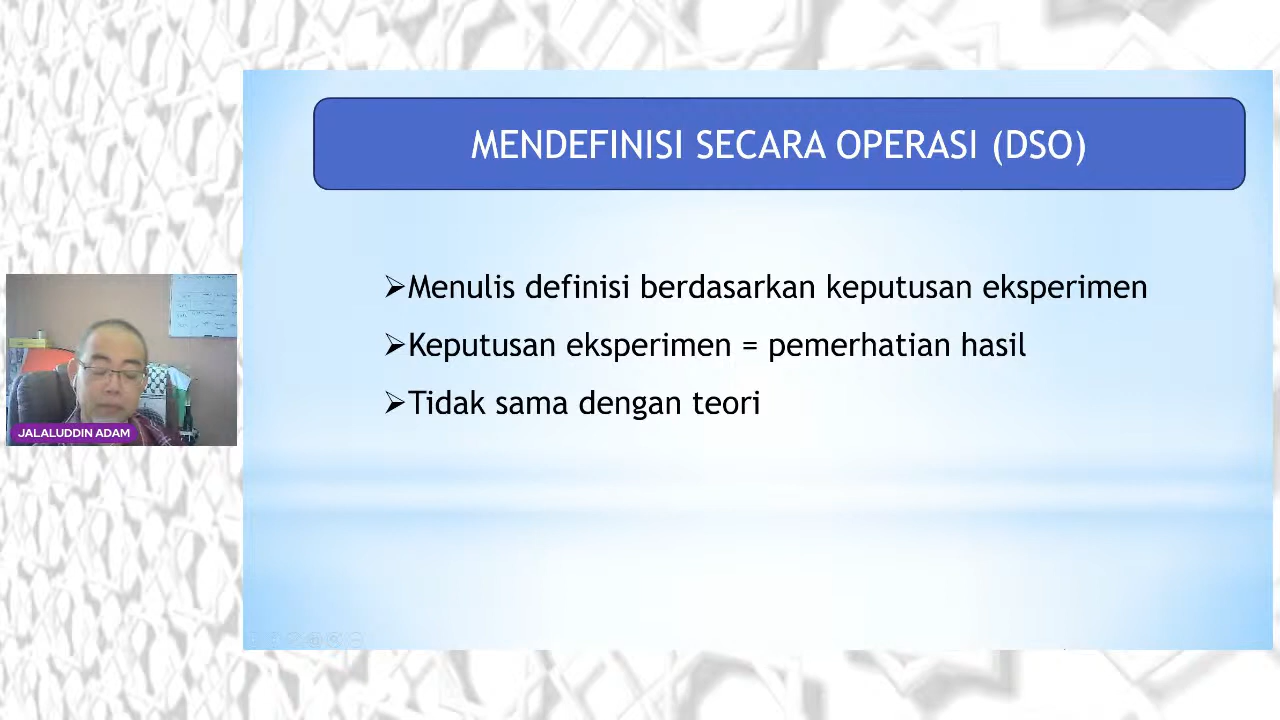 MENDEFINISI SECARA OPERASI (DSO)
➢Menulis definisi berdasarkan keputusan eksperimen
➢Keputusan eksperimen = pemerhatian hasil
➢Tidak sama dengan teori
JALALUDDIN ADAM